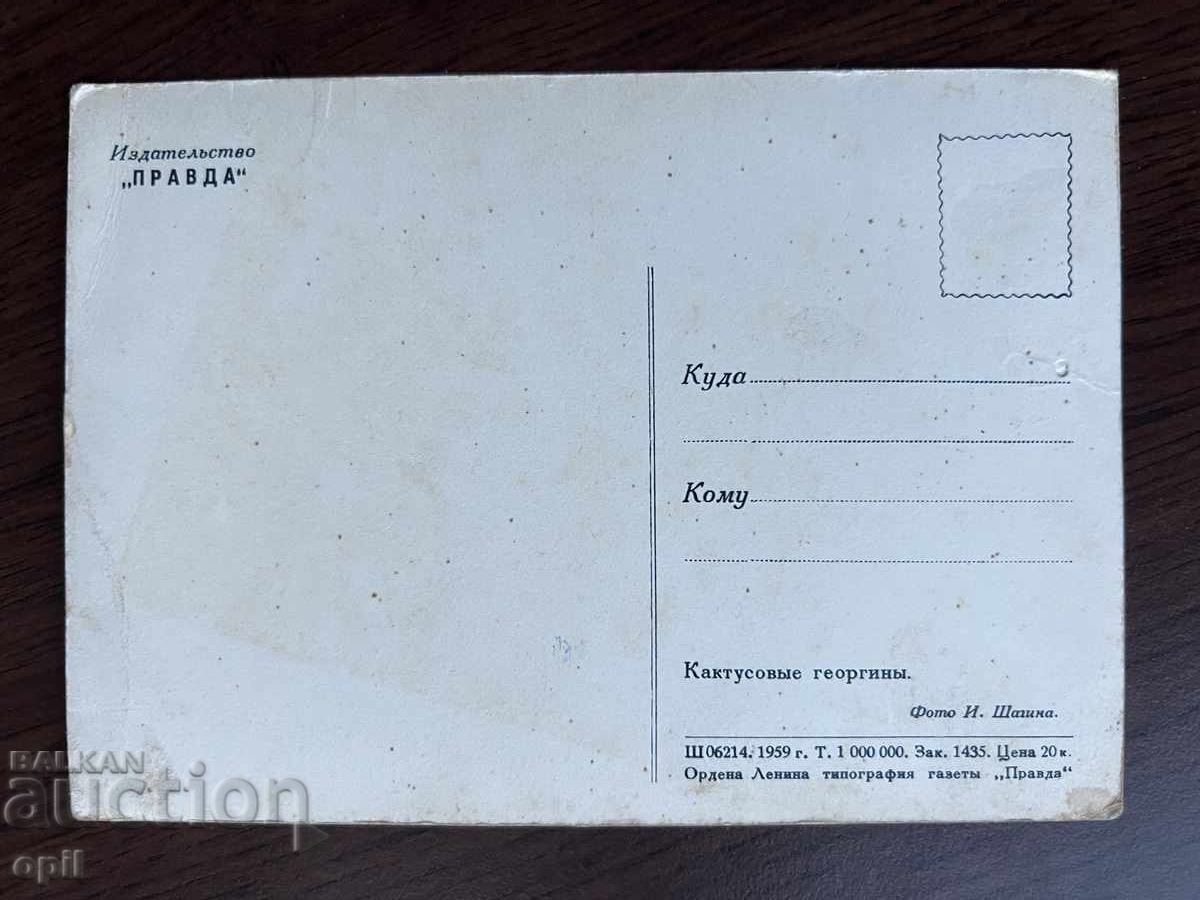 Издательство
„ПРАВДА“
Куда
Кому
Кактусовые георгины.
Фото И. Шагина.
Ш 06214. 1959 г. Т. 1 000 000. Зак. 1435. Цена 20 к.
Ордена Ленина типография газеты „Правда“
BALKAN
auction
opil